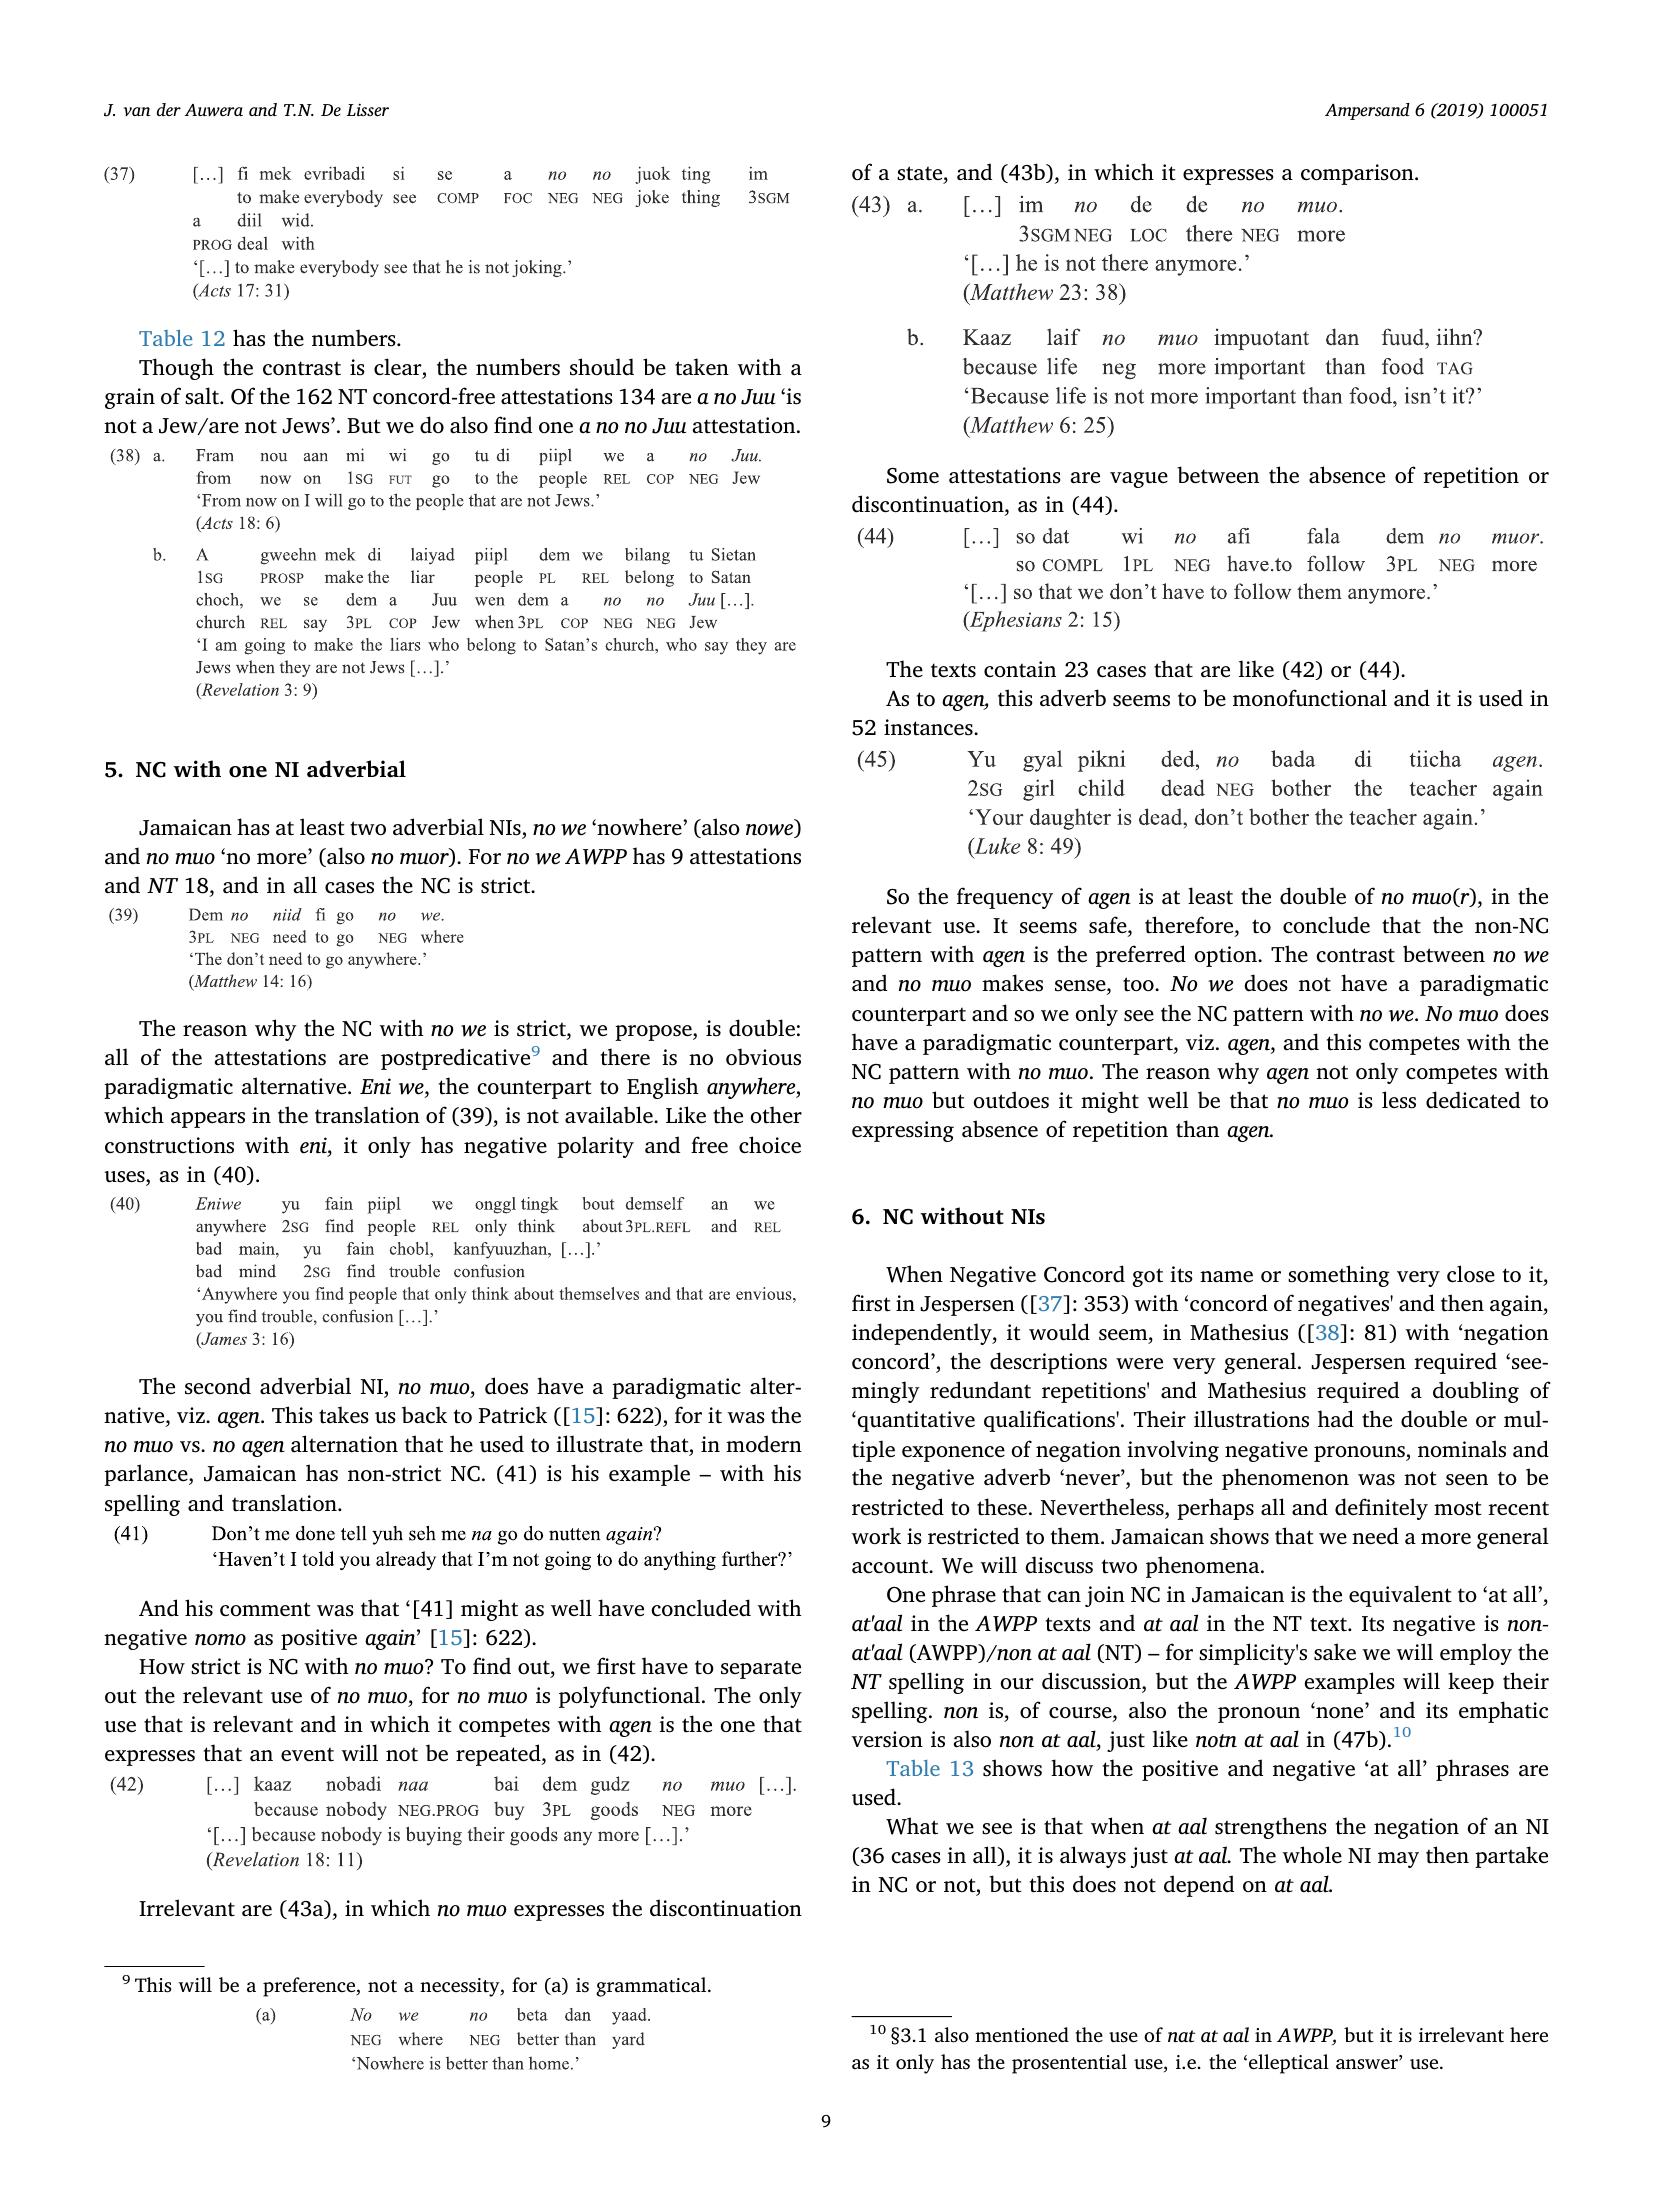 J. van der Auwera and T.N. De Lisser
Ampersand 6 (2019) 100051
(37) […] fi mek evribadi si se a no no juok ting im
to make everybody see COMP FOC NEG NEG joke thing 3SGM
a diil wid.
PROG deal with
‘[…] to make everybody see that he is not joking.’
(Acts 17: 31)
Table 12 has the numbers.
Though the contrast is clear, the numbers should be taken with a
grain of salt. Of the 162 NT concord-free attestations 134 are a no Juu ‘is
not a Jew/are not Jews’. But we do also find one a no no Juu attestation.
(38) a. Fram nou aan mi wi go tu di piipl we a no Juu.
from now on 1SG FUT go to the people REL COP NEG Jew
‘From now on I will go to the people that are not Jews.’
(Acts 18: 6)
b. A gweehn mek di laiyad piipl dem we bilang tu Sietan
1SG PROSP make the liar people PL REL belong to Satan
choch, we se dem a Juu wen dem a no no Juu […].
church REL say 3PL COP Jew when 3PL COP NEG NEG Jew
‘I am going to make the liars who belong to Satan’s church, who say they are
Jews when they are not Jews […].’
(Revelation 3: 9)
5. NC with one NI adverbial
Jamaican has at least two adverbial NIs, no we ‘nowhere’ (also nowe)
and no muo ‘no more’ (also no muor). For no we AWPP has 9 attestations
and NT 18, and in all cases the NC is strict.
(39) Dem no niid fi go no we.
3PL NEG need to go NEG where
‘The don’t need to go anywhere.’
(Matthew 14: 16)
The reason why the NC with no we is strict, we propose, is double:
all of the attestations are postpredicative9 and there is no obvious
paradigmatic alternative. Eni we, the counterpart to English anywhere,
which appears in the translation of (39), is not available. Like the other
constructions with eni, it only has negative polarity and free choice
uses, as in (40).
(40) Eniwe yu fain piipl we onggl tingk bout demself an we
anywhere 2SG find people REL only think about 3PL.REFL and REL
bad main, yu fain chobl, kanfyuuzhan, […].’
bad mind 2SG find trouble confusion
‘Anywhere you find people that only think about themselves and that are envious,
you find trouble, confusion […].’
(James 3: 16)
The second adverbial NI, no muo, does have a paradigmatic alter-
native, viz. agen. This takes us back to Patrick ([15]: 622), for it was the
no muo vs. no agen alternation that he used to illustrate that, in modern
parlance, Jamaican has non-strict NC. (41) is his example – with his
spelling and translation.
(41) Don’t me done tell yuh seh me na go do nutten again?
‘Haven’t I told you already that I’m not going to do anything further?’
And his comment was that ‘[41] might as well have concluded with
negative nomo as positive again’ [15]: 622).
How strict is NC with no muo? To find out, we first have to separate
out the relevant use of no muo, for no muo is polyfunctional. The only
use that is relevant and in which it competes with agen is the one that
expresses that an event will not be repeated, as in (42).
(42) […] kaaz nobadi naa bai dem gudz no muo […].
because nobody NEG.PROG buy 3PL goods NEG more
‘[…] because nobody is buying their goods any more […].’
(Revelation 18: 11)
Irrelevant are (43a), in which no muo expresses the discontinuation
9 This will be a preference, not a necessity, for (a) is grammatical.
(a) No we no beta dan yaad.
NEG where NEG better than yard
‘Nowhere is better than home.’
of a state, and (43b), in which it expresses a comparison.
(43) a. […] im no de de no muo.
3SGM NEG LOC there NEG more
‘[…] he is not there anymore.’
(Matthew 23: 38)
b. Kaaz laif no muo impuotant dan fuud, iihn?
because life neg more important than food TAG
‘Because life is not more important than food, isn’t it?’
(Matthew 6: 25)
Some attestations are vague between the absence of repetition or
discontinuation, as in (44).
(44) […] so dat wi no afi fala dem no muor.
so COMPL 1PL NEG have.to follow 3PL NEG more
‘[…] so that we don’t have to follow them anymore.’
(Ephesians 2: 15)
The texts contain 23 cases that are like (42) or (44).
As to agen, this adverb seems to be monofunctional and it is used in
52 instances.
(45) Yu gyal pikni ded, no bada di tiicha agen.
2SG girl child dead NEG bother the teacher again
‘Your daughter is dead, don’t bother the teacher again.’
(Luke 8: 49)
So the frequency of agen is at least the double of no muo(r), in the
relevant use. It seems safe, therefore, to conclude that the non-NC
pattern with agen is the preferred option. The contrast between no we
and no muo makes sense, too. No we does not have a paradigmatic
counterpart and so we only see the NC pattern with no we. No muo does
have a paradigmatic counterpart, viz. agen, and this competes with the
NC pattern with no muo. The reason why agen not only competes with
no muo but outdoes it might well be that no muo is less dedicated to
expressing absence of repetition than agen.
6. NC without NIs
When Negative Concord got its name or something very close to it,
first in Jespersen ([37]: 353) with ‘concord of negatives' and then again,
independently, it would seem, in Mathesius ([38]: 81) with ‘negation
concord’, the descriptions were very general. Jespersen required ‘see-
mingly redundant repetitions' and Mathesius required a doubling of
‘quantitative qualifications'. Their illustrations had the double or mul-
tiple exponence of negation involving negative pronouns, nominals and
the negative adverb ‘never’, but the phenomenon was not seen to be
restricted to these. Nevertheless, perhaps all and definitely most recent
work is restricted to them. Jamaican shows that we need a more general
account. We will discuss two phenomena.
One phrase that can join NC in Jamaican is the equivalent to ‘at all’,
at'aal in the AWPP texts and at aal in the NT text. Its negative is non-
at'aal (AWPP)/non at aal (NT) – for simplicity's sake we will employ the
NT spelling in our discussion, but the AWPP examples will keep their
spelling. non is, of course, also the pronoun ‘none’ and its emphatic
version is also non at aal, just like notn at aal in (47b).10
Table 13 shows how the positive and negative ‘at all’ phrases are
used.
What we see is that when at aal strengthens the negation of an NI
(36 cases in all), it is always just at aal. The whole NI may then partake
in NC or not, but this does not depend on at aal.
10 §3.1 also mentioned the use of nat at aal in AWPP, but it is irrelevant here
as it only has the prosentential use, i.e. the ‘elleptical answer’ use.
9